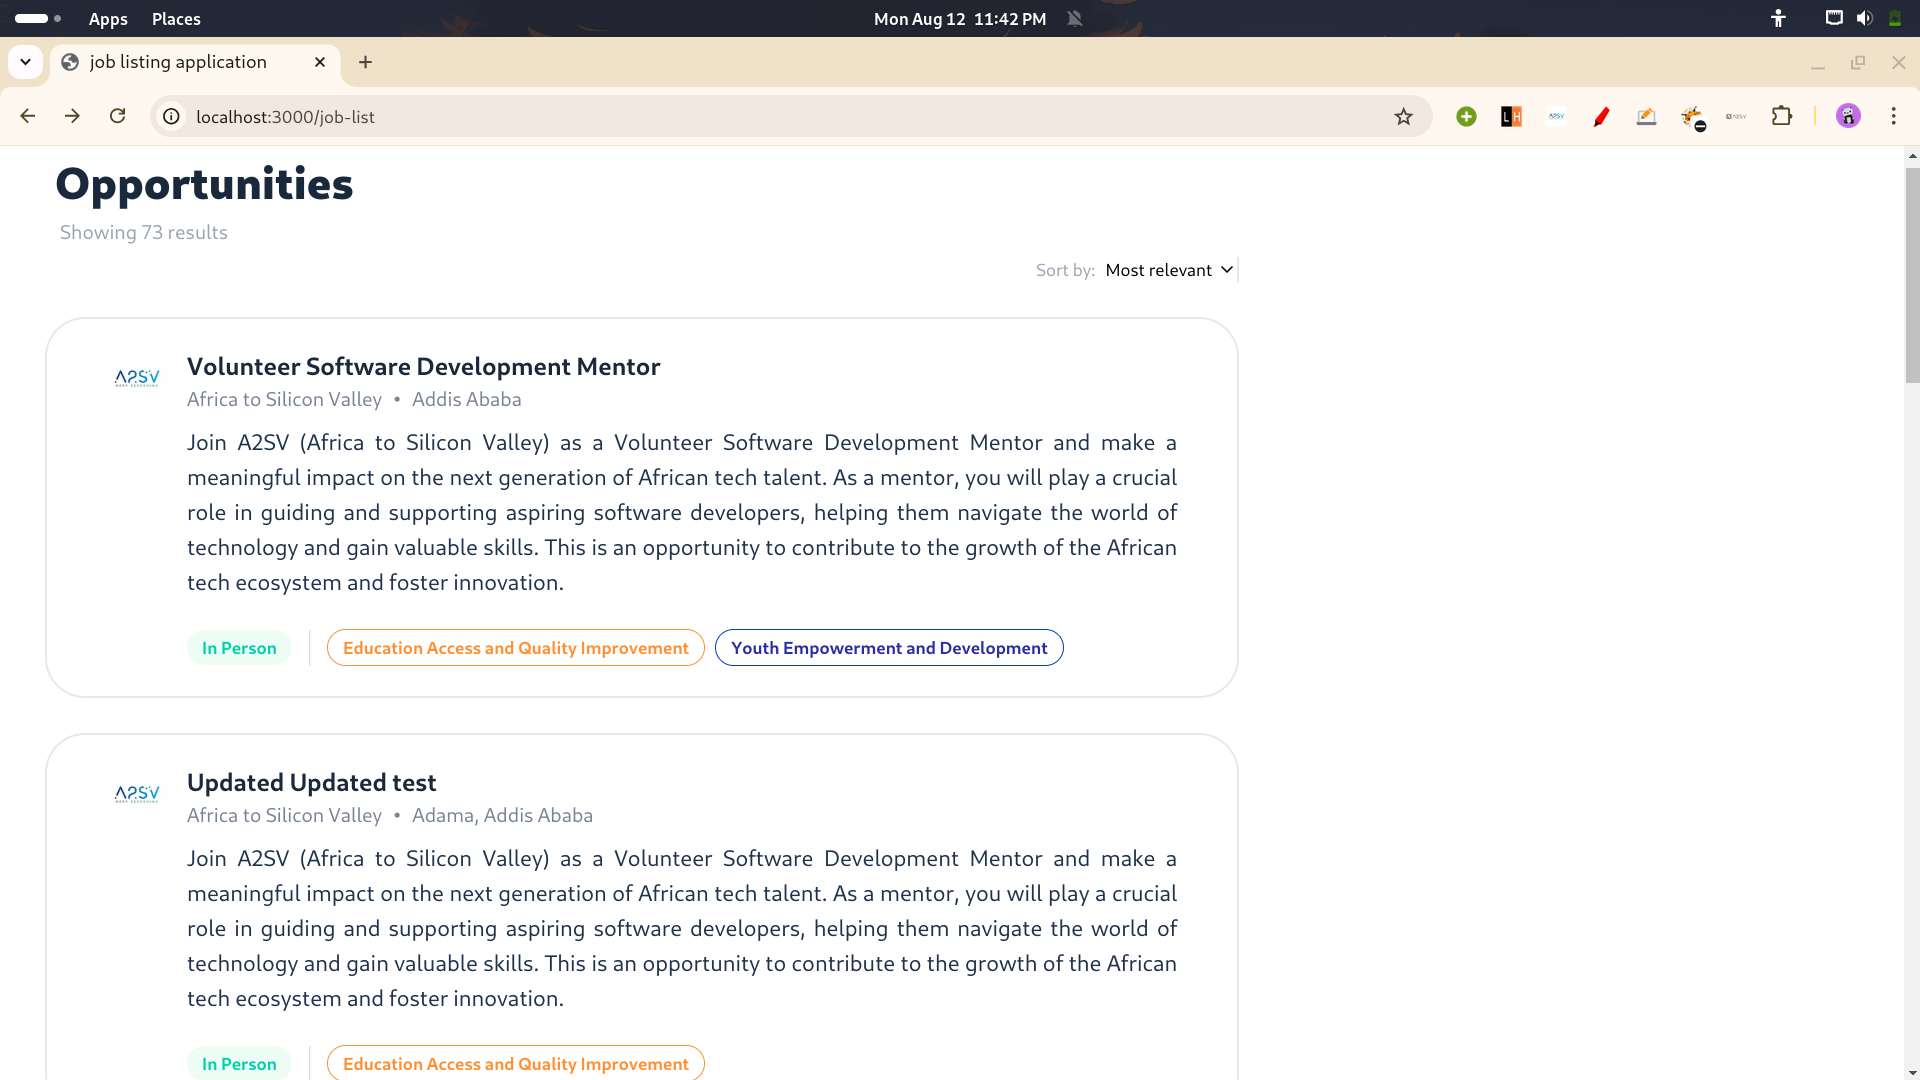 Apps Places Mon Aug 12 11:42 PM
job listing application
localhost:3000/job-list
LH A2SV A2SV
Opportunities
Showing 73 results
Sort by: Most relevant
A2SV
Volunteer Software Development Mentor
Africa to Silicon Valley • Addis Ababa
Join A2SV (Africa to Silicon Valley) as a Volunteer Software Development Mentor and make a
meaningful impact on the next generation of African tech talent. As a mentor, you will play a crucial
role in guiding and supporting aspiring software developers, helping them navigate the world of
technology and gain valuable skills. This is an opportunity to contribute to the growth of the African
tech ecosystem and foster innovation.
In Person Education Access and Quality Improvement Youth Empowerment and Development
A2SV
Updated Updated test
Africa to Silicon Valley • Adama, Addis Ababa
Join A2SV (Africa to Silicon Valley) as a Volunteer Software Development Mentor and make a
meaningful impact on the next generation of African tech talent. As a mentor, you will play a crucial
role in guiding and supporting aspiring software developers, helping them navigate the world of
technology and gain valuable skills. This is an opportunity to contribute to the growth of the African
tech ecosystem and foster innovation.
In Person Education Access and Quality Improvement